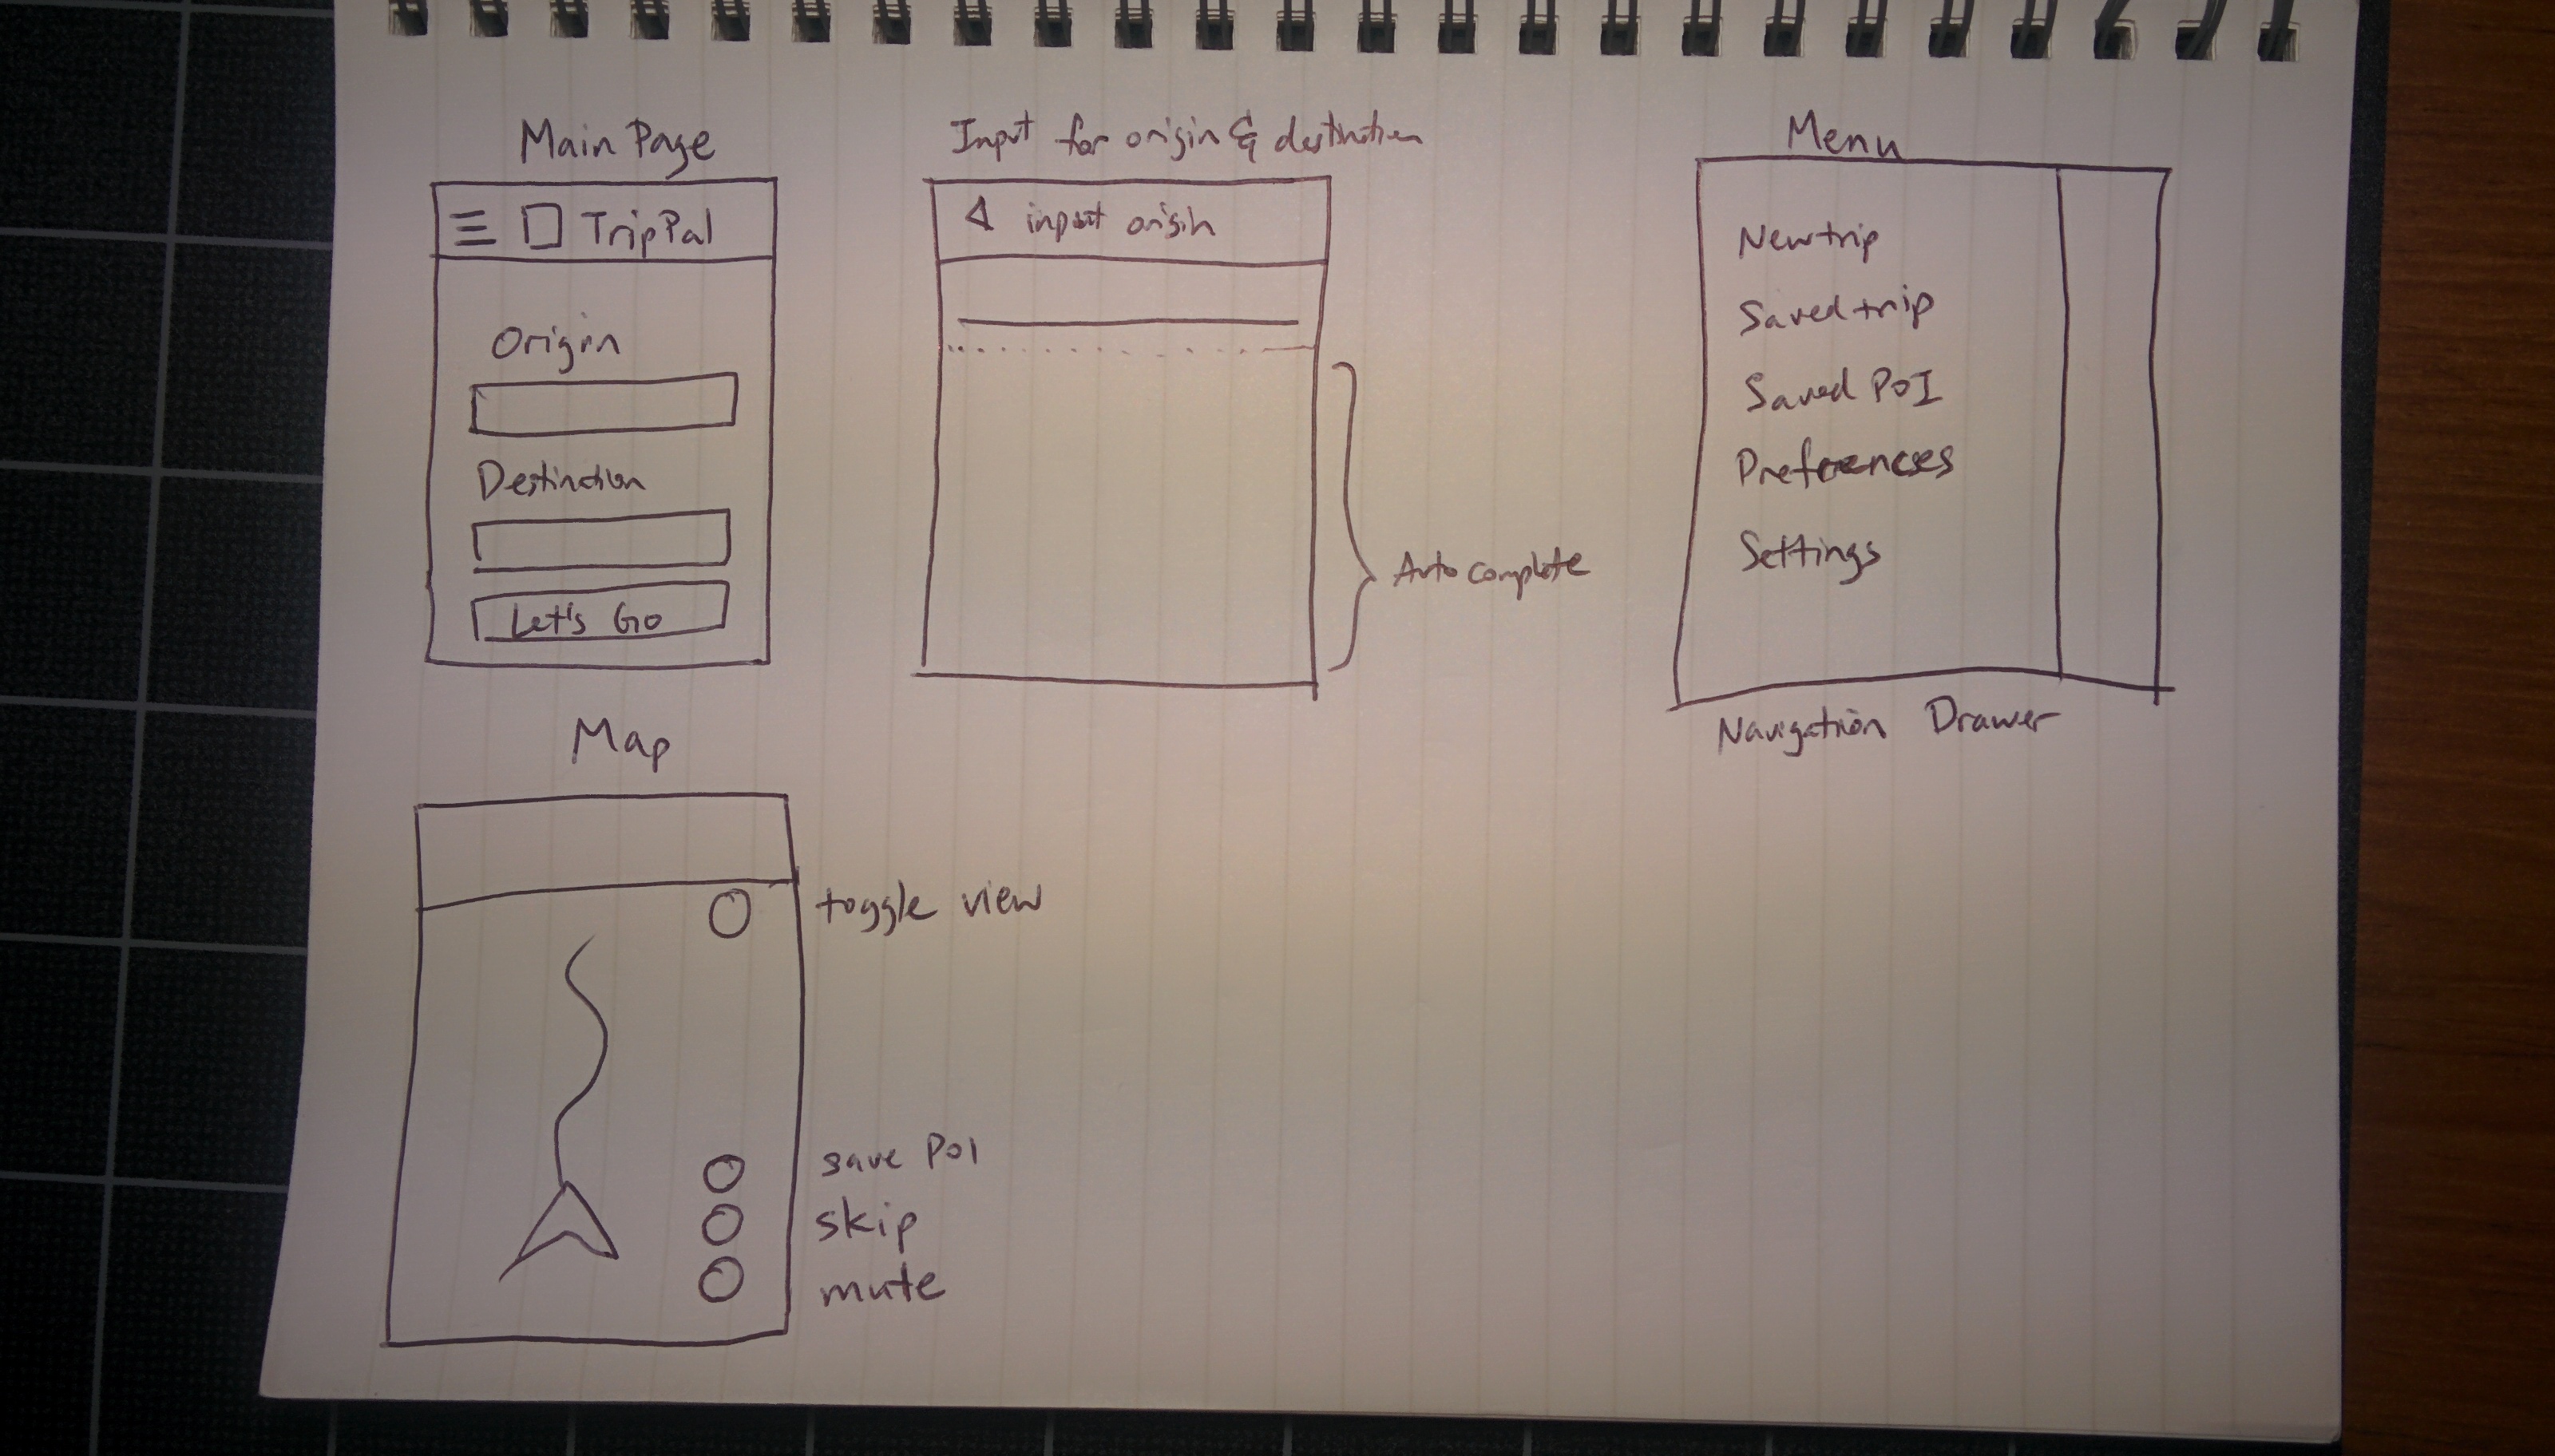 Main Page
TripPal
Origin
Destination
Let's Go
Input for origin & destination
input origin
Auto complete
Menu
New trip
Saved trip
Saved POI
Preferences
Settings
Navigation Drawer
Map
toggle view
save POI
skip
mute